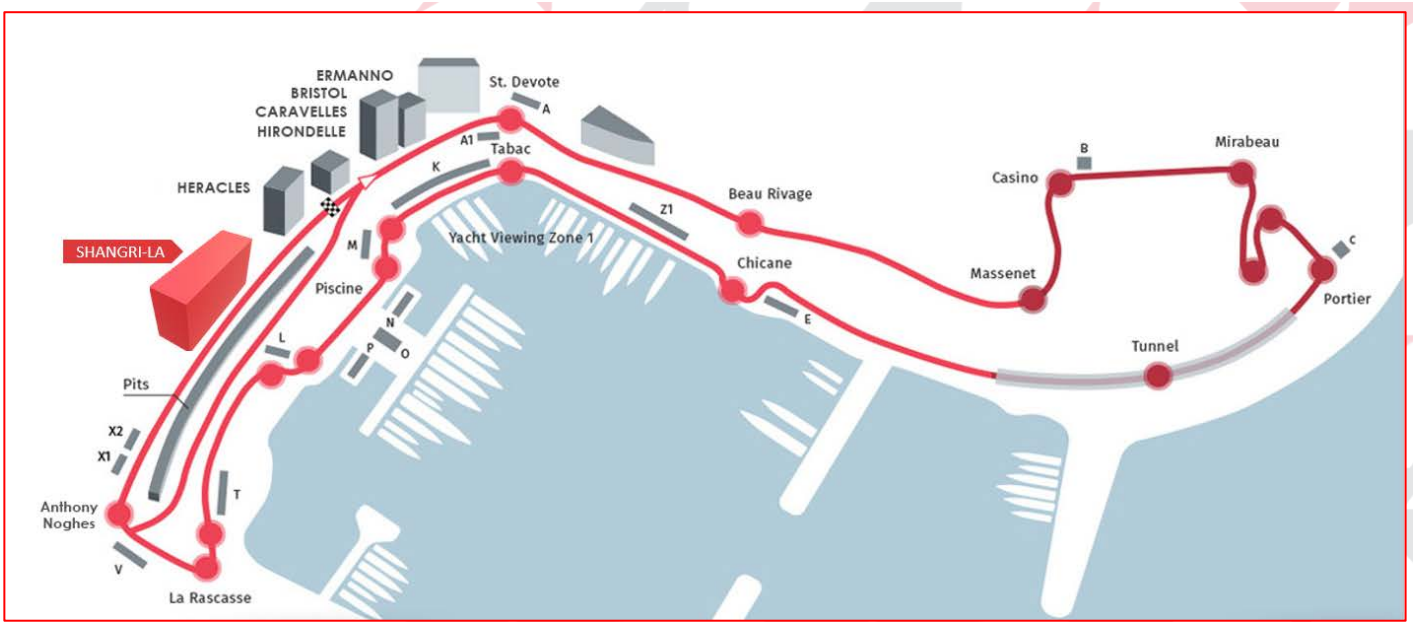 ERMANNO
BRISTOL
CARAVELLES
HIRONDELLE
St. Devote
A
A1
Tabac
K
HERACLES
SHANGRI-LA
M
Yacht Viewing Zone 1
Z1
Beau Rivage
Casino
B
Mirabeau
C
Massenet
Portier
Chicane
E
Tunnel
Piscine
N
O
P
L
Pits
X2
X1
T
Anthony
Noghes
V
La Rascasse